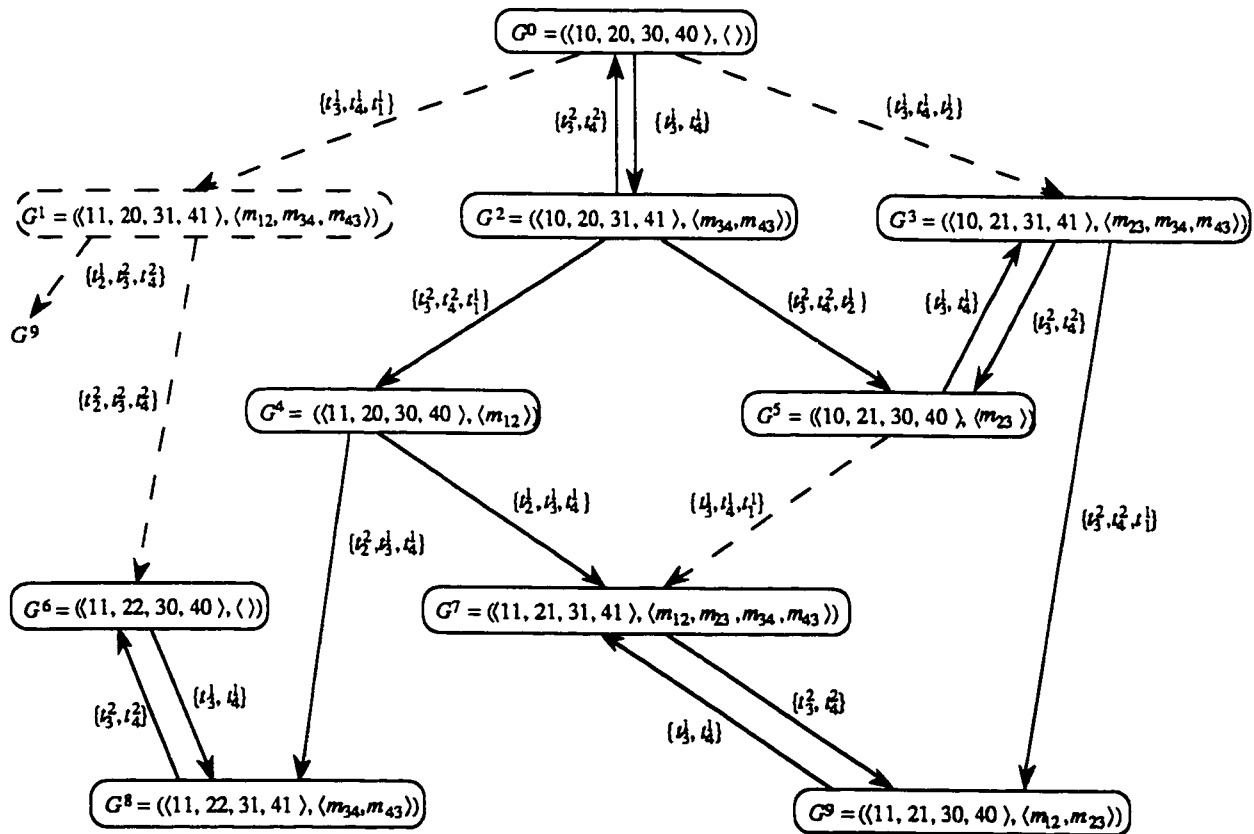 G⁰ = (⟨10, 20, 30, 40 ⟩, ⟨ ⟩)
{t₃¹, t₄¹, t₁¹}
{t₃², t₄²}
{t₃¹, t₄¹}
{t₃¹, t₄¹, t₂²}
G¹ = (⟨11, 20, 31, 41 ⟩, ⟨m₁₂, m₃₄, m₄₃⟩)
G² = (⟨10, 20, 31, 41 ⟩, ⟨m₃₄, m₄₃⟩)
G³ = (⟨10, 21, 31, 41 ⟩, ⟨m₂₃, m₃₄, m₄₃⟩)
{t₂¹, t₃², t₄²}
G⁹
{t₃², t₄², t₁¹}
{t₃², t₄², t₂¹}
{t₃¹, t₄¹}
{t₃², t₄²}
{t₂², t₃², t₄²}
G⁴ = (⟨11, 20, 30, 40 ⟩, ⟨m₁₂⟩)
G⁵ = (⟨10, 21, 30, 40 ⟩, ⟨m₂₃ ⟩)
{t₂², t₃¹, t₄¹}
{t₂¹, t₃¹, t₄¹}
{t₃¹, t₄¹, t₁¹}
{t₃², t₄², t₁¹}
G⁶ = (⟨11, 22, 30, 40 ⟩, ⟨ ⟩)
G⁷ = (⟨11, 21, 31, 41 ⟩, ⟨m₁₂, m₂₃ , m₃₄, m₄₃⟩)
{t₃², t₄²}
{t₃¹, t₄¹}
{t₃¹, t₄¹}
{t₃², t₄²}
G⁸ = (⟨11, 22, 31, 41 ⟩, ⟨m₃₄, m₄₃⟩)
G⁹ = (⟨11, 21, 30, 40 ⟩, ⟨m₁₂, m₂₃⟩)